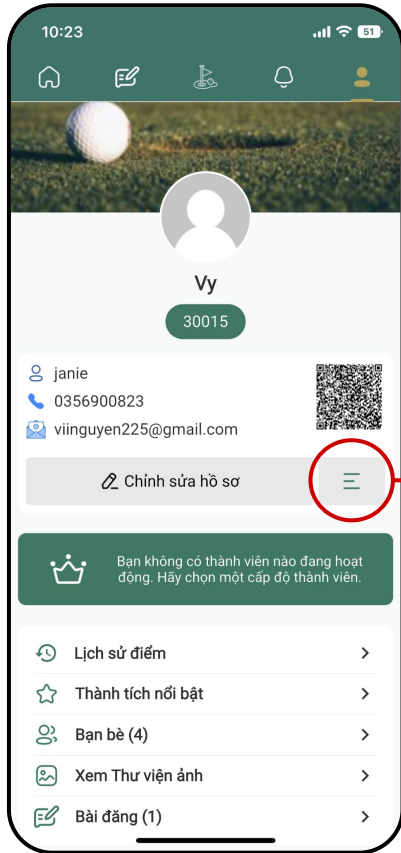 10:23
51
Vy
30015
janie
0356900823
viinguyen225@gmail.com
Chỉnh sửa hồ sơ
Bạn không có thành viên nào đang hoạt
động. Hãy chọn một cấp độ thành viên.
Lịch sử điểm
Thành tích nổi bật
Bạn bè (4)
Xem Thư viện ảnh
Bài đăng (1)